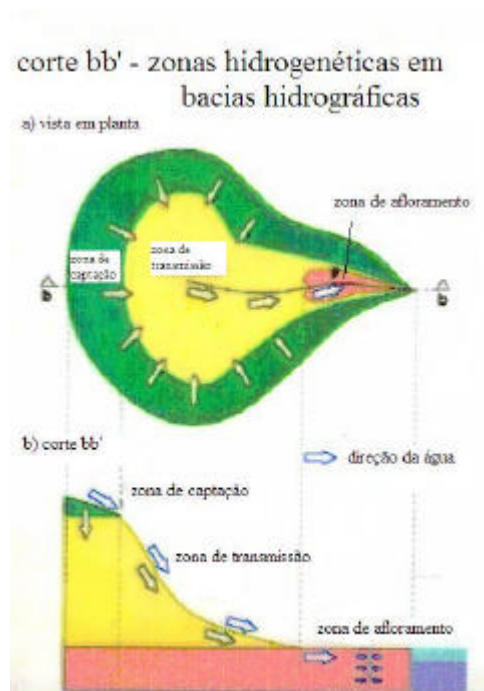 corte bb' - zonas hidrogenéticas em
bacias hidrográficas
a) vista em planta
zona de afloramento
zona de
captação
zona de
transmissão
b
b
b) corte bb'
direção da água
zona de captação
zona de transmissão
zona de afloramento